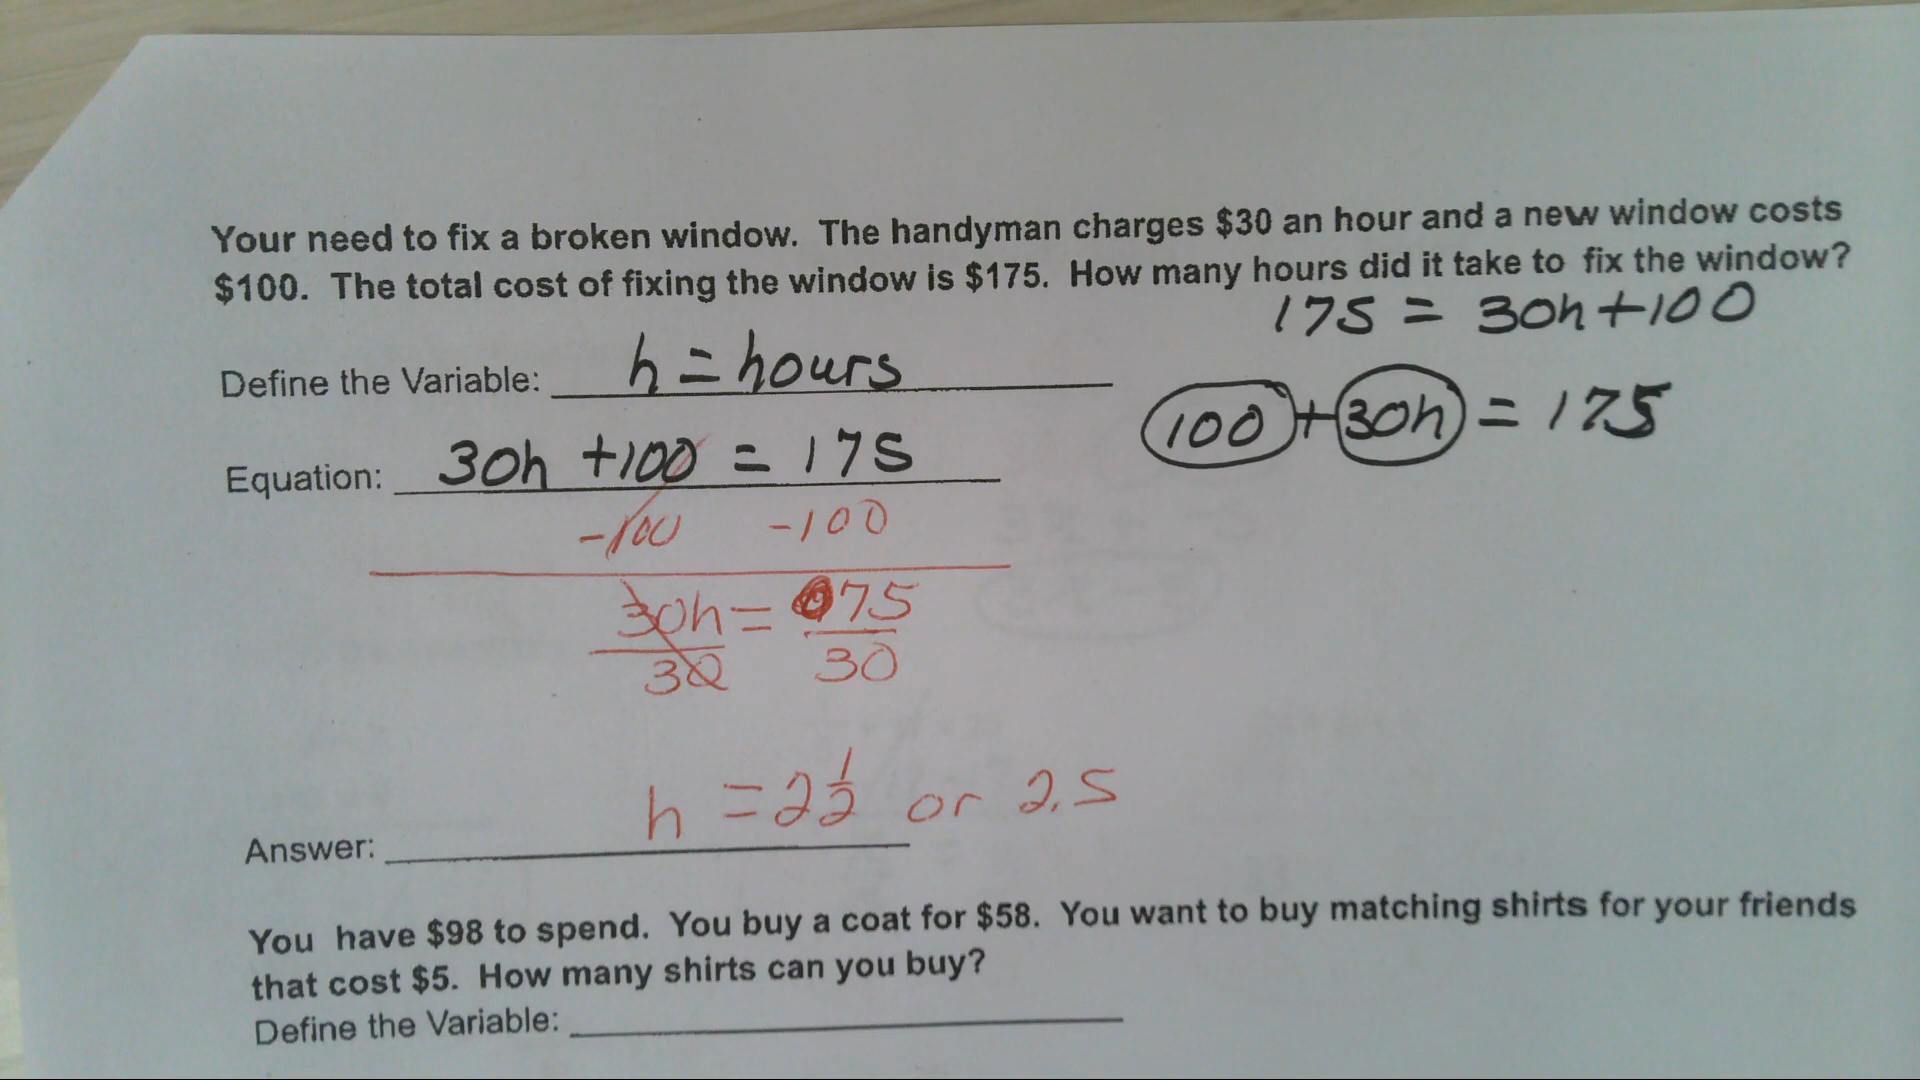 Your need to fix a broken window. The handyman charges $30 an hour and a new window costs
$100. The total cost of fixing the window is $175. How many hours did it take to fix the window?
175 = 30h+100
Define the Variable: h = hours
100 + 30h = 175
Equation: 30h +100 = 175
-100 -100
30h = 75
30 30
h = 2 1/2 or 2.5
Answer:
You have $98 to spend. You buy a coat for $58. You want to buy matching shirts for your friends
that cost $5. How many shirts can you buy?
Define the Variable: